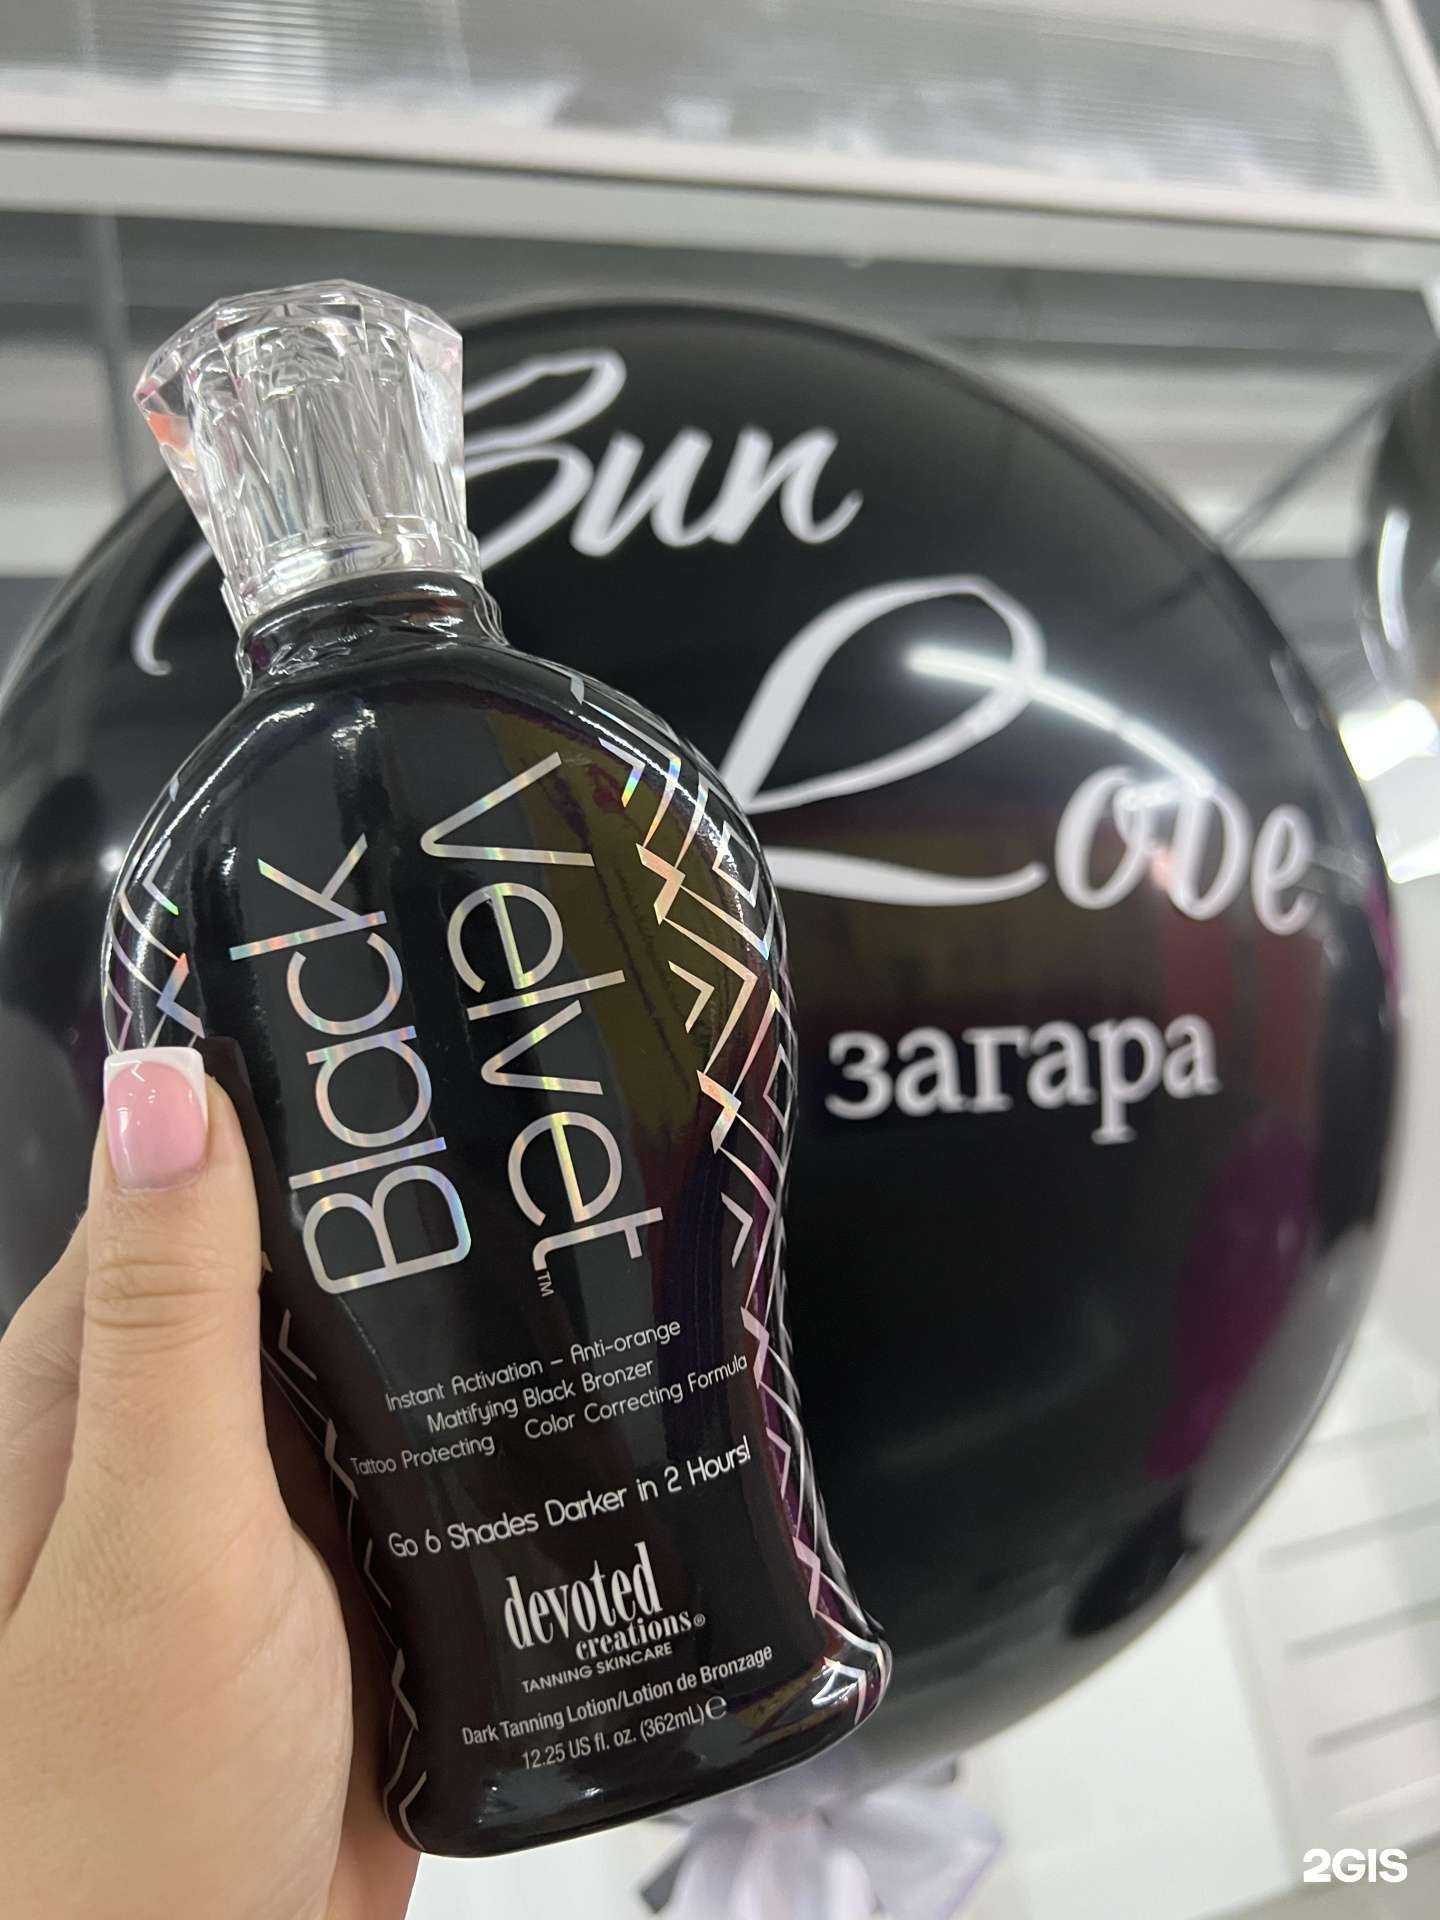 Sun
Love
загара
Black
Velvet™
Instant Activation – Anti-orange
Mattifying Black Bronzer
Tattoo Protecting Color Correcting Formula
Go 6 Shades Darker in 2 Hours!
devoted
creations®
TANNING SKINCARE
Dark Tanning Lotion/Lotion de Bronzage
12.25 US fl. oz. (362mL) ℮
2GIS